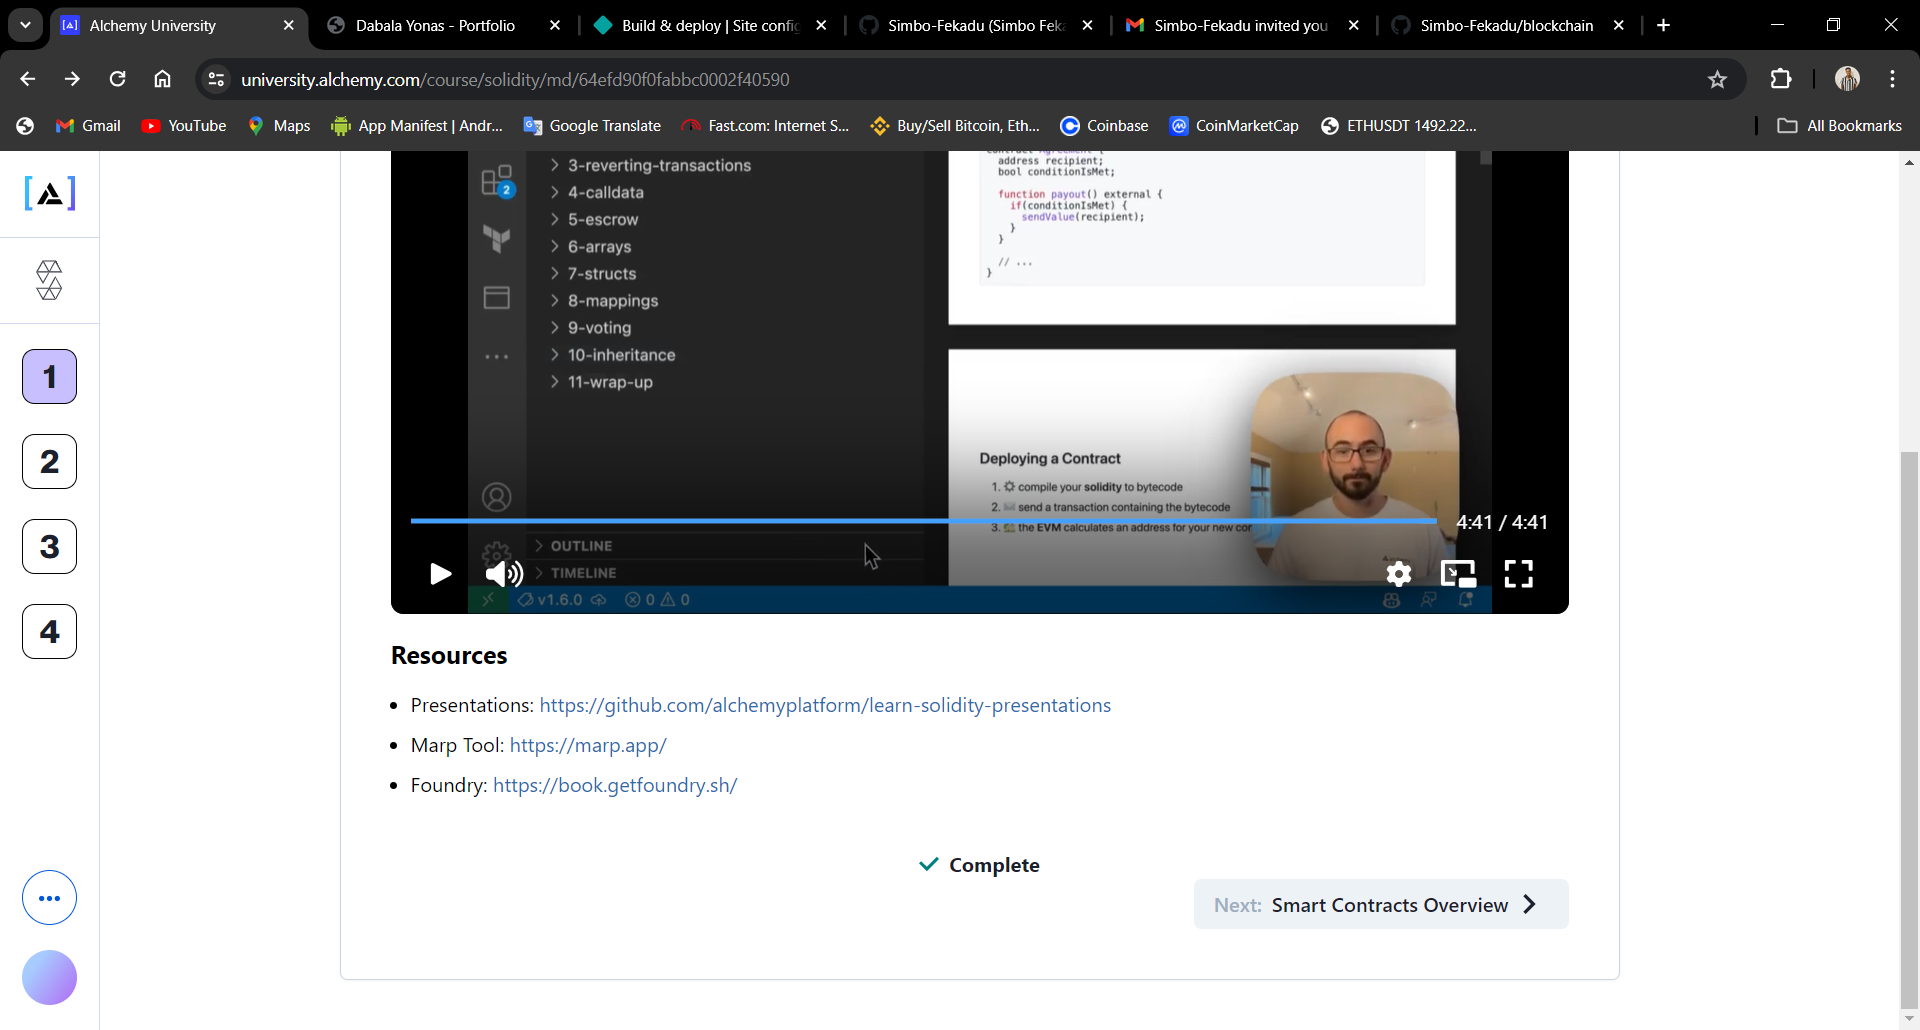 Alchemy University
Dabala Yonas - Portfolio
Build & deploy | Site config
Simbo-Fekadu (Simbo Feka
Simbo-Fekadu invited you
Simbo-Fekadu/blockchain
university.alchemy.com/course/solidity/md/64efd90f0fabbc0002f40590
Gmail
YouTube
Maps
App Manifest | Andr...
Google Translate
Fast.com: Internet S...
Buy/Sell Bitcoin, Eth...
Coinbase
CoinMarketCap
ETHUSDT 1492.22...
All Bookmarks
1
2
3
4
2
3-reverting-transactions
4-calldata
5-escrow
6-arrays
7-structs
8-mappings
9-voting
10-inheritance
11-wrap-up
OUTLINE
TIMELINE
v1.6.0
0
0
contract Agreement {
address recipient;
bool conditionIsMet;
function payout() external {
if(conditionIsMet) {
sendValue(recipient);
}
}
// ...
}
Deploying a Contract
1. compile your solidity to bytecode
2. send a transaction containing the bytecode
3. the EVM calculates an address for your new cor
4:41 / 4:41
Resources
Presentations: https://github.com/alchemyplatform/learn-solidity-presentations
Marp Tool: https://marp.app/
Foundry: https://book.getfoundry.sh/
Complete
Next: Smart Contracts Overview